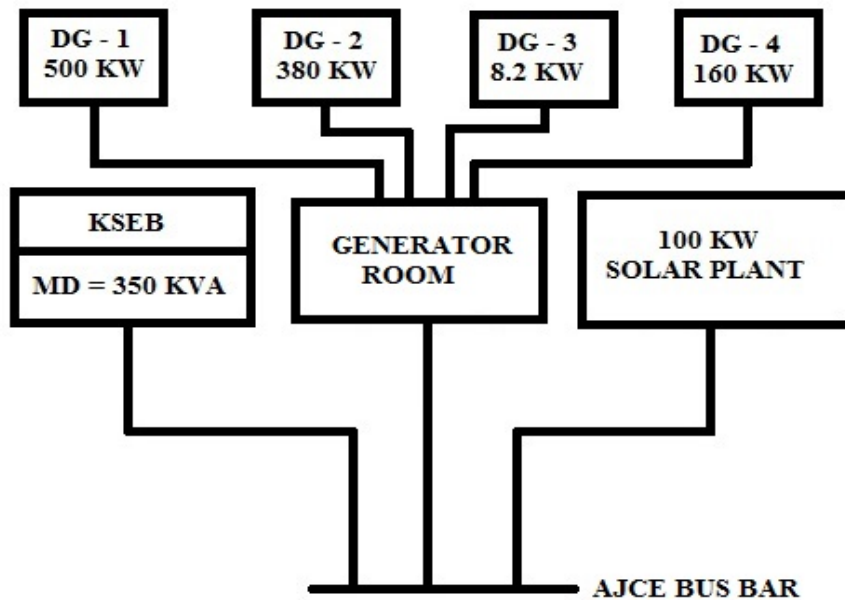 DG - 1
500 KW
DG - 2
380 KW
DG - 3
8.2 KW
DG - 4
160 KW
KSEB
MD = 350 KVA
GENERATOR
ROOM
100 KW
SOLAR PLANT
AJCE BUS BAR